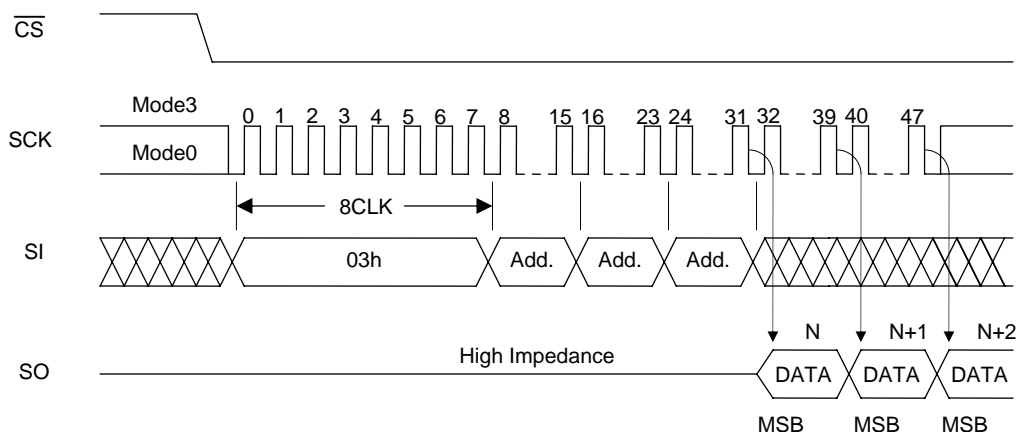 CS
Mode3
0 1 2 3 4 5 6 7 8 15 16 23 24 31 32 39 40 47
SCK
Mode0
8CLK
SI
03h Add. Add. Add.
N N+1 N+2
High Impedance
SO
DATA DATA DATA
MSB MSB MSB